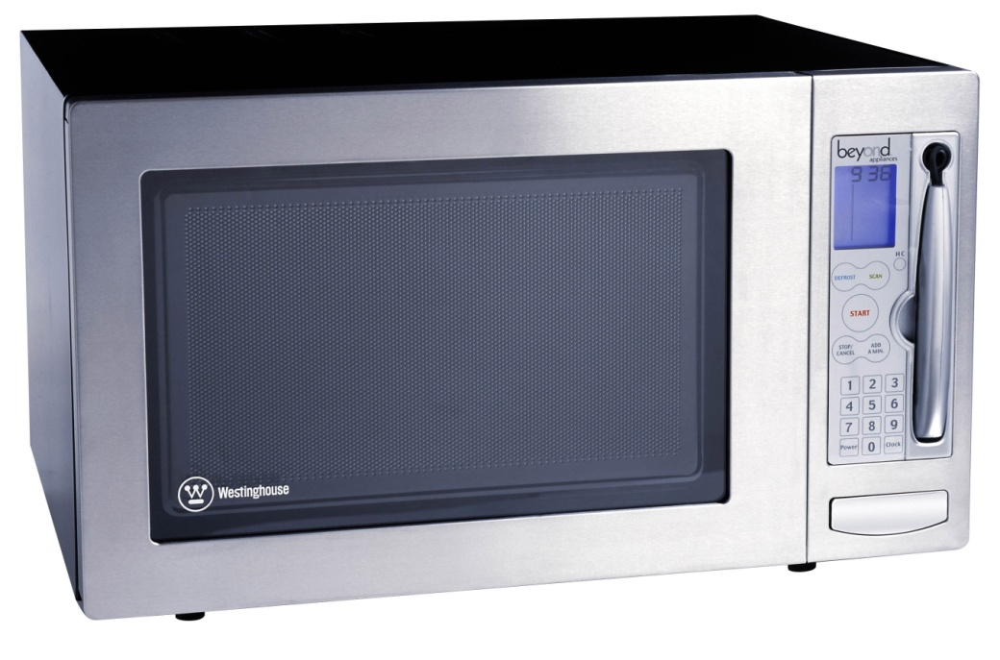 beyond
appliances
9 36
H C
DEFROST SCAN
START
STOP/
CANCEL
ADD
A MIN.
1 2 3
4 5 6
7 8 9
Power 0 Clock
W Westinghouse